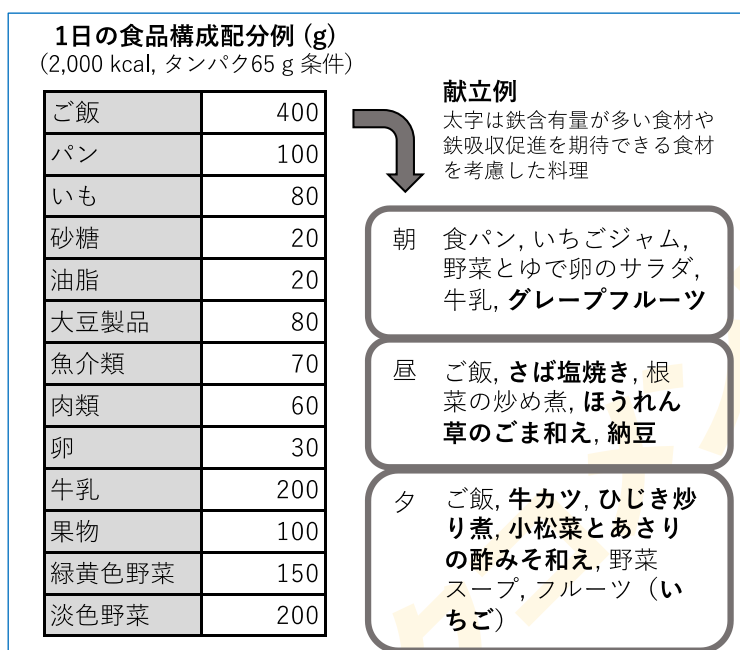 1日の食品構成配分例 (g)
(2,000 kcal, タンパク65 g 条件)
ご飯 400
パン 100
いも 80
砂糖 20
油脂 20
大豆製品 80
魚介類 70
肉類 60
卵 30
牛乳 200
果物 100
緑黄色野菜 150
淡色野菜 200
献立例
太字は鉄含有量が多い食材や
鉄吸収促進を期待できる食材
を考慮した料理
朝 食パン, いちごジャム,
野菜とゆで卵のサラダ,
牛乳, グレープフルーツ
昼 ご飯, さば塩焼き, 根
菜の炒め煮, ほうれん
草のごま和え, 納豆
夕 ご飯, 牛カツ, ひじき炒
り煮, 小松菜とあさり
の酢みそ和え, 野菜
スープ, フルーツ（い
ちご）